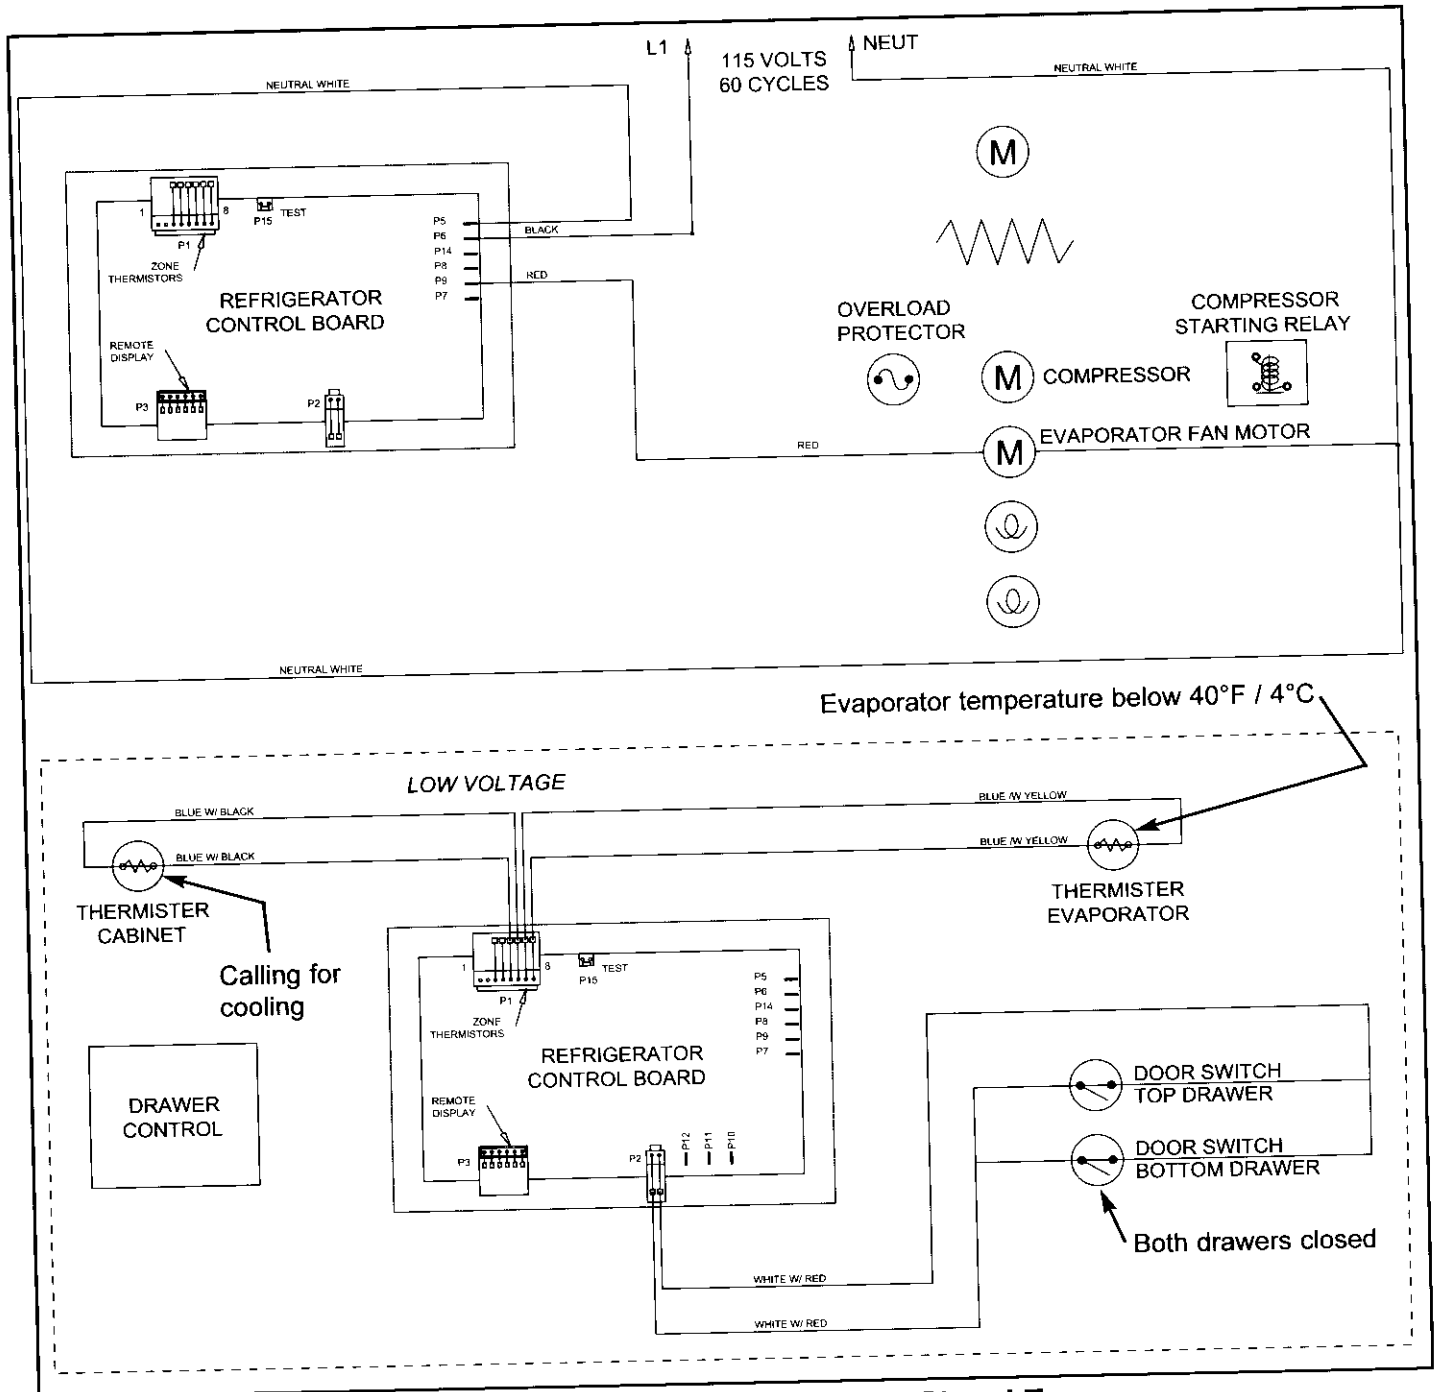 L1
115 VOLTS
60 CYCLES
NEUT
NEUTRAL WHITE
NEUTRAL WHITE
M
1
8
P15
TEST
P1
ZONE
THERMISTORS
P5
P6
P14
P8
P9
P7
BLACK
RED
REFRIGERATOR
CONTROL BOARD
REMOTE
DISPLAY
P3
P2
OVERLOAD
PROTECTOR
COMPRESSOR
STARTING RELAY
M
COMPRESSOR
RED
M
EVAPORATOR FAN MOTOR
NEUTRAL WHITE
Evaporator temperature below 40°F / 4°C
LOW VOLTAGE
BLUE W/ BLACK
BLUE /W YELLOW
BLUE W/ BLACK
BLUE /W YELLOW
THERMISTER
CABINET
THERMISTER
EVAPORATOR
Calling for
cooling
1
8
P15
TEST
P1
ZONE
THERMISTORS
P5
P6
P14
P8
P9
P7
REFRIGERATOR
CONTROL BOARD
DRAWER
CONTROL
REMOTE
DISPLAY
P3
P2
P12
P11
P10
DOOR SWITCH
TOP DRAWER
DOOR SWITCH
BOTTOM DRAWER
Both drawers closed
WHITE W/ RED
WHITE W/ RED